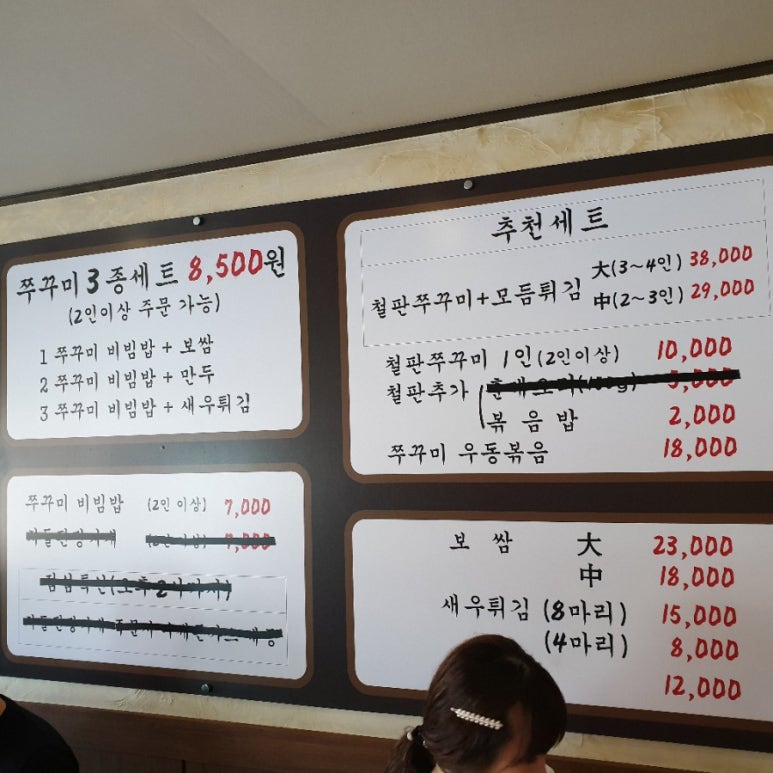 쭈꾸미 3종세트 8,500원
(2인이상 주문 가능)
1 쭈꾸미 비빔밥 + 보쌈
2 쭈꾸미 비빔밥 + 만두
3 쭈꾸미 비빔밥 + 새우튀김
쭈꾸미 비빔밥 (2인 이상) 7,000
7,000
추천세트
철판쭈꾸미+모듬튀김 大(3~4인) 38,000
中(2~3인) 29,000
철판쭈꾸미 1인(2인이상) 10,000
철판추가
볶음밥 2,000
쭈꾸미 우동볶음 18,000
보쌈 大 23,000
中 18,000
새우튀김 (8마리) 15,000
(4마리) 8,000
12,000